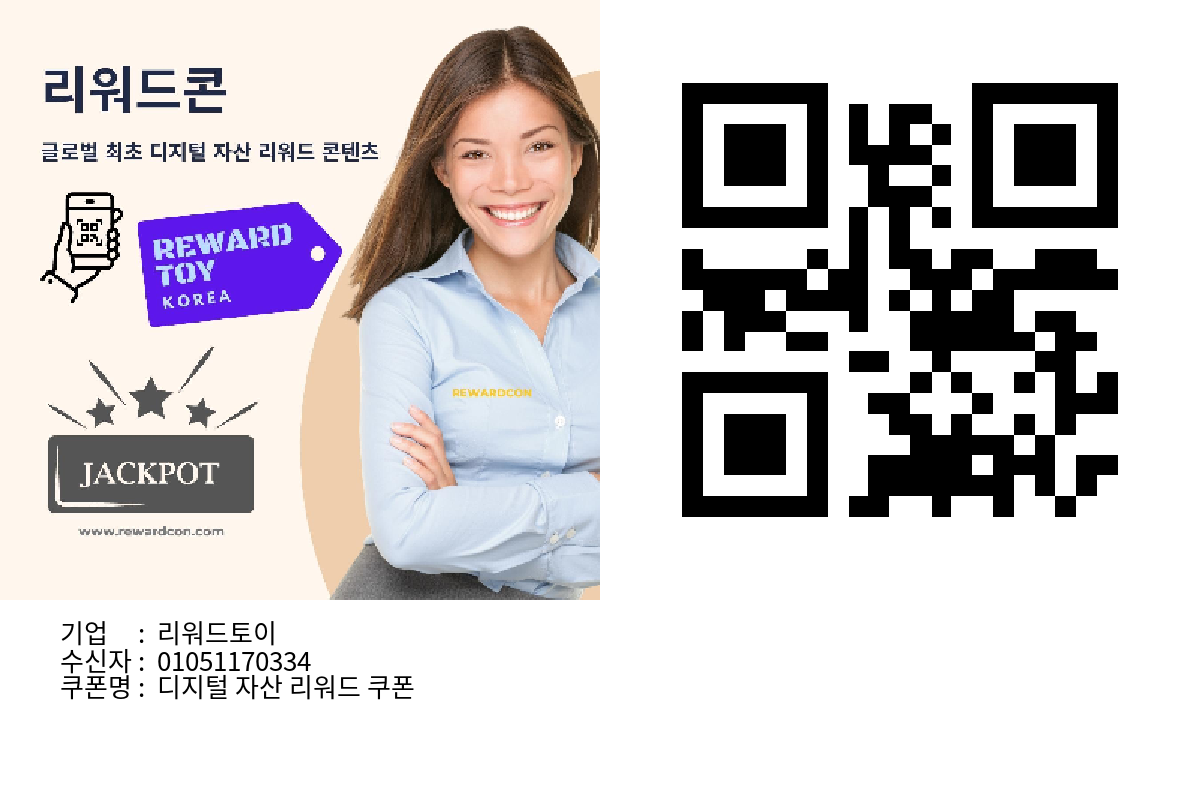 리워드콘
글로벌 최초 디지털 자산 리워드 콘텐츠
REWARD
TOY
KOREA
REWARDCON
JACKPOT
www.rewardcon.com
기업 : 리워드토이
수신자 : 01051170334
쿠폰명 : 디지털 자산 리워드 쿠폰